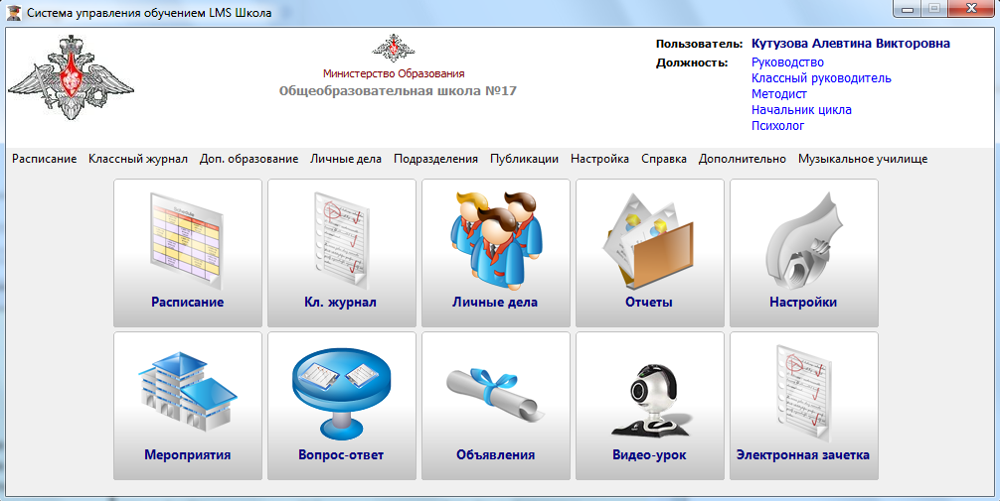 Система управления обучением LMS Школа
Министерство Образования
Общеобразовательная школа №17
Пользователь: Кутузова Алевтина Викторовна
Должность: Руководство
Классный руководитель
Методист
Начальник цикла
Психолог
Расписание Классный журнал Доп. образование Личные дела Подразделения Публикации Настройка Справка Дополнительно Музыкальное училище
Schedule
Расписание Кл. журнал Личные дела Отчеты Настройки
Мероприятия Вопрос-ответ Объявления Видео-урок Электронная зачетка